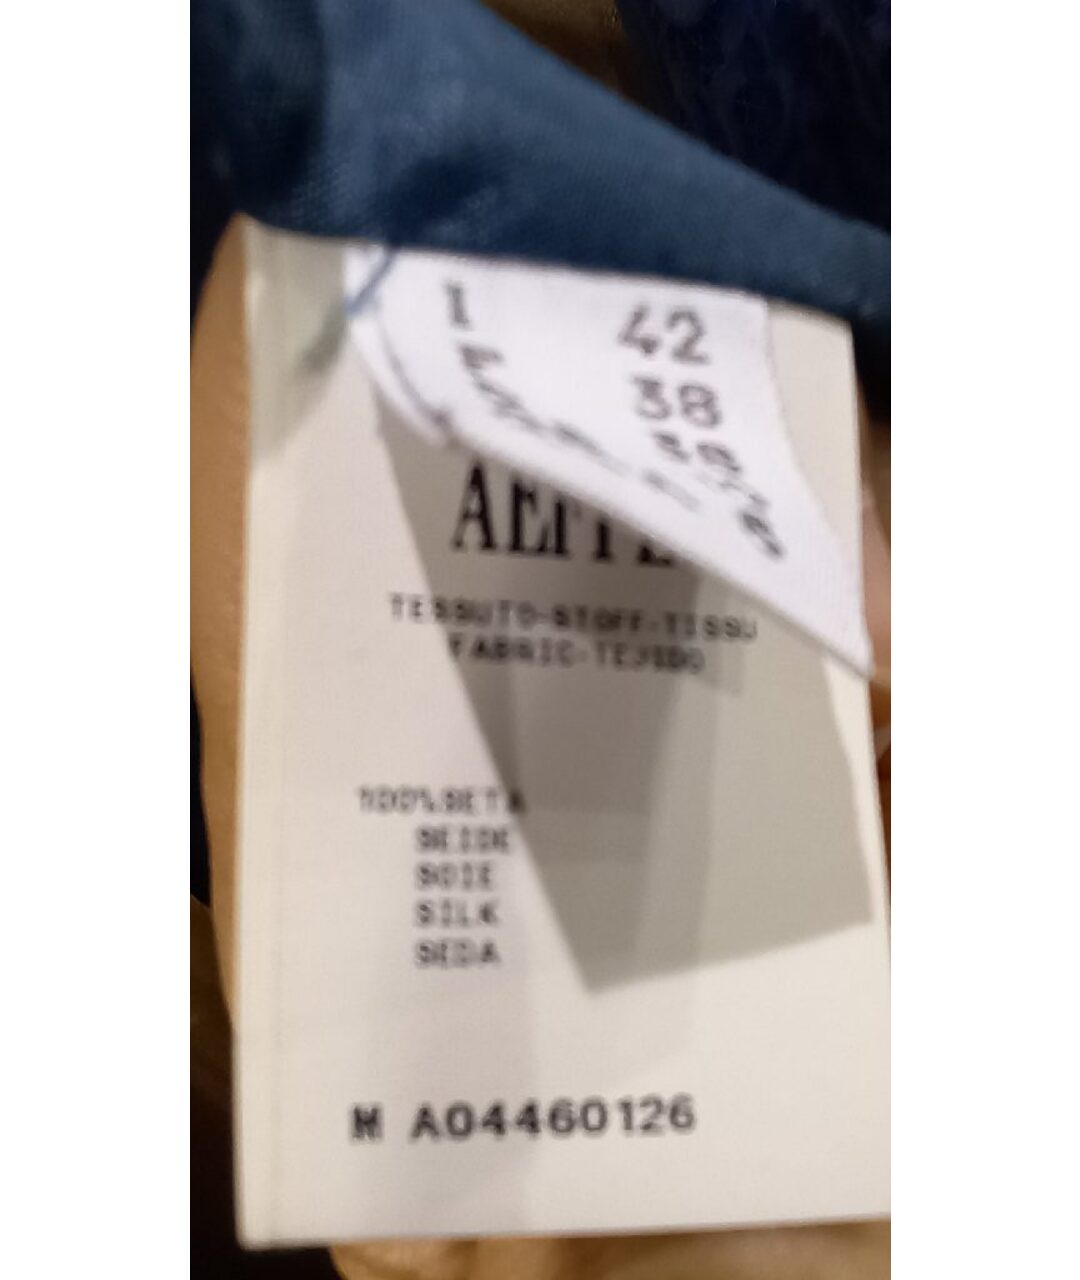 I 42
38
TESSUTO-STOFF-TISSU
FABRIC-TEJIDO
100%SETA
SEIDE
SOIE
SILK
SEDA
M A04460126